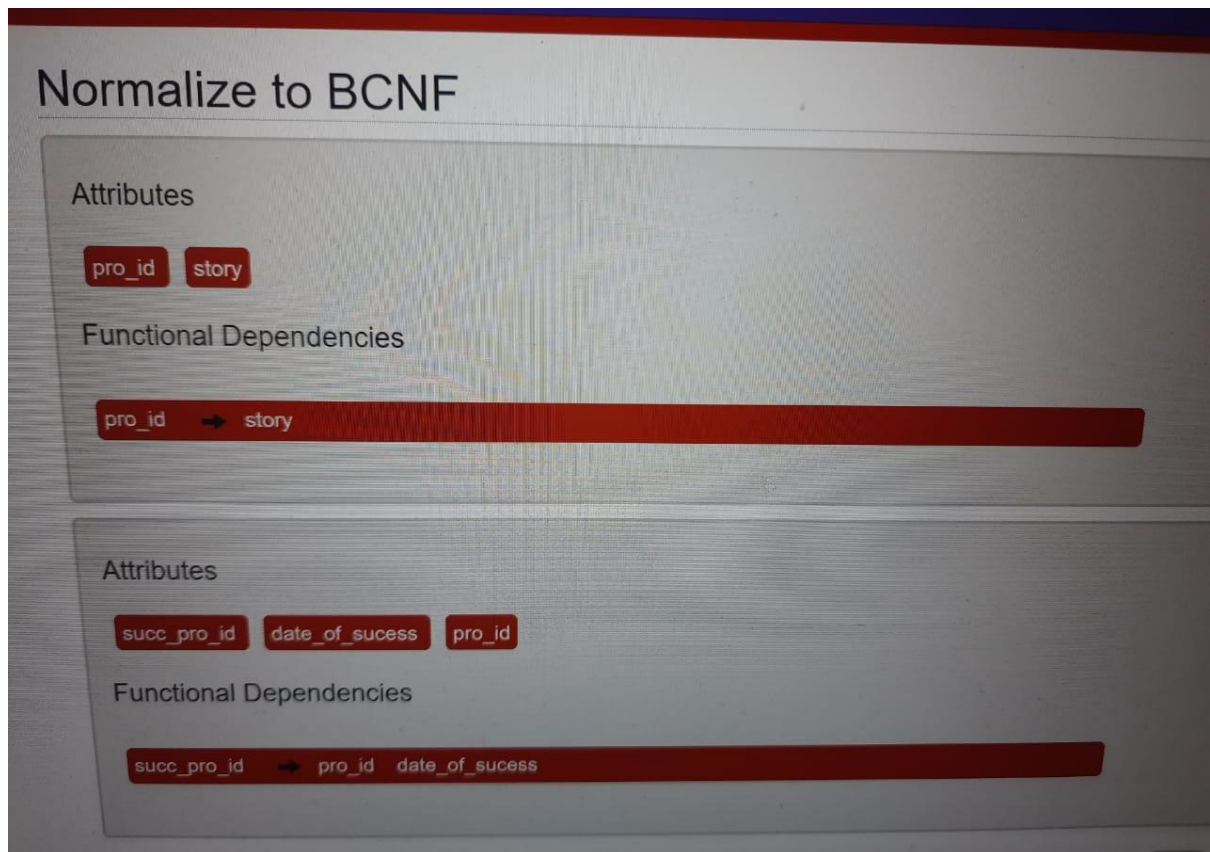 Normalize to BCNF
Attributes
pro_id story
Functional Dependencies
pro_id ➡ story
Attributes
succ_pro_id date_of_sucess pro_id
Functional Dependencies
succ_pro_id ➡ pro_id date_of_sucess